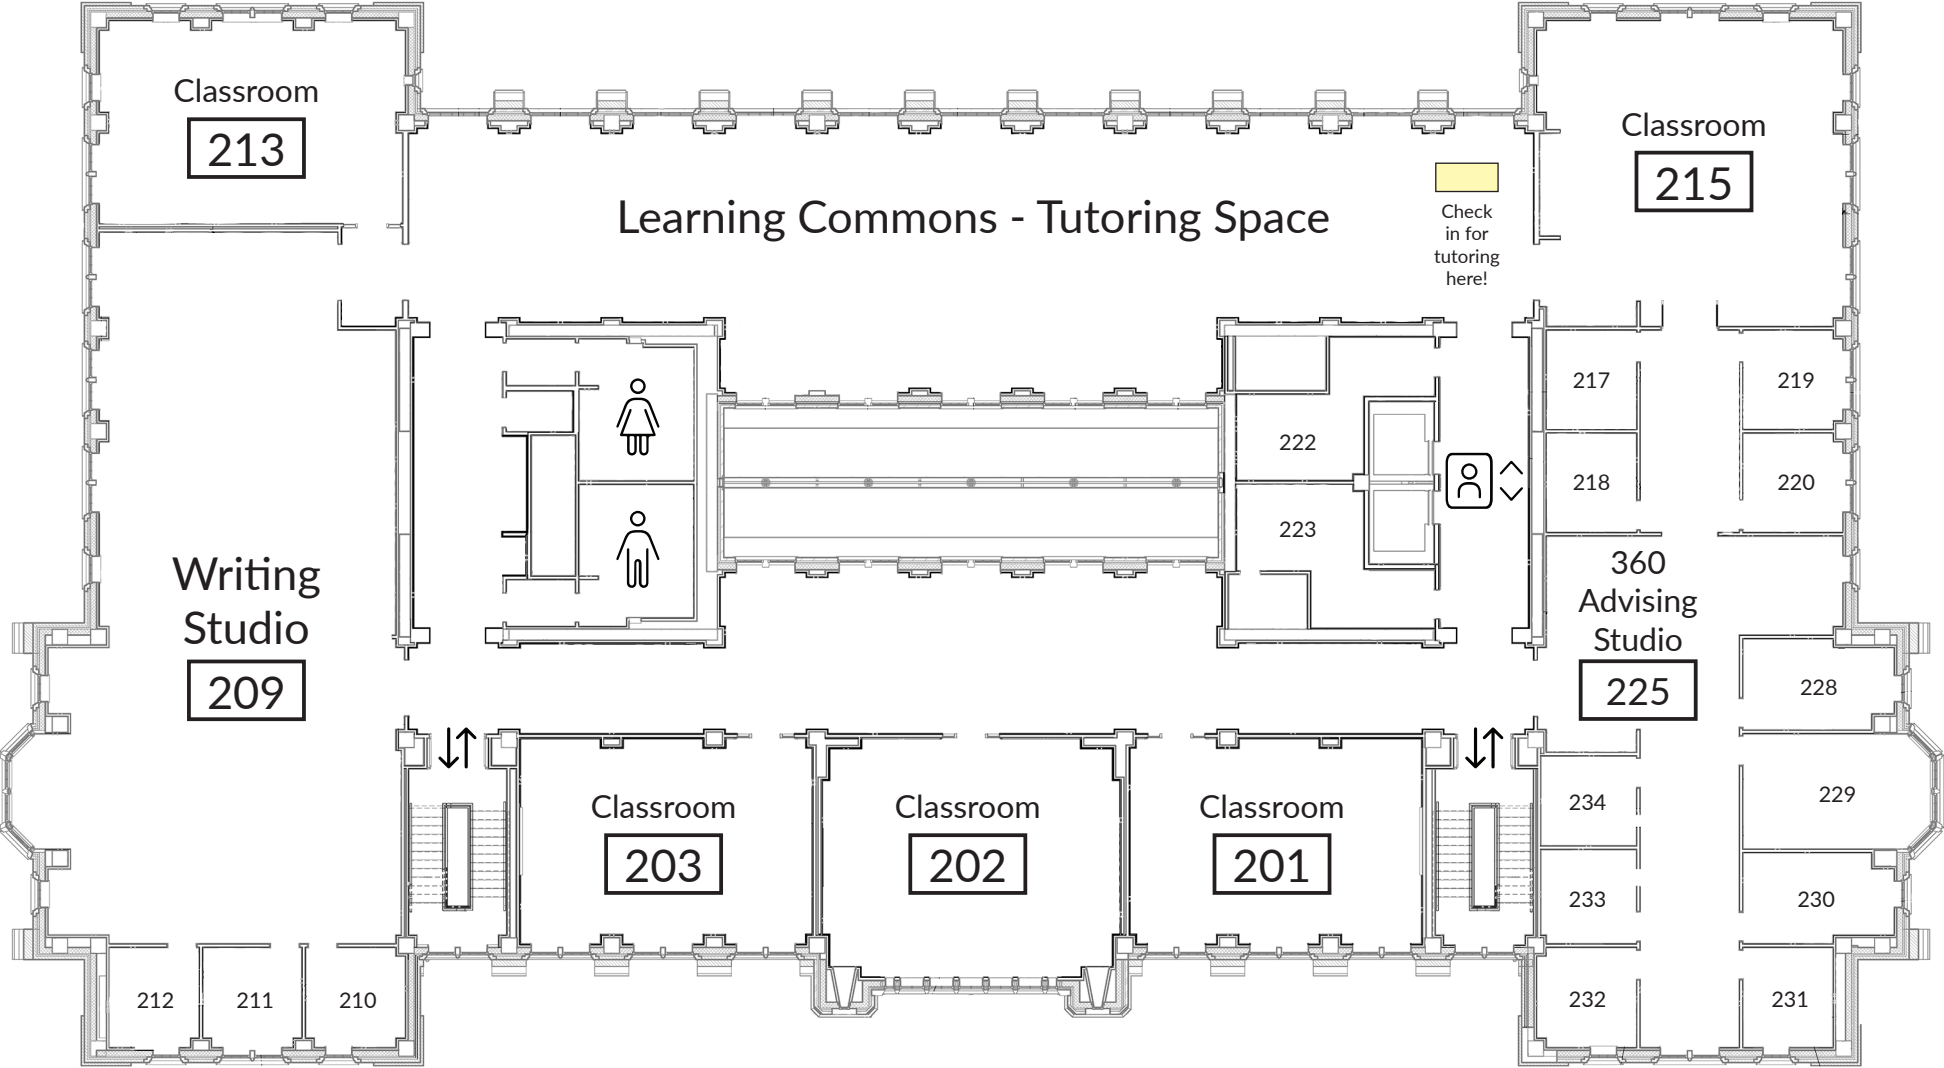 Classroom
213
Classroom
215
Learning Commons - Tutoring Space
Check
in for
tutoring
here!
217
219
222
218
220
223
Writing
Studio
209
360
Advising
Studio
225
228
Classroom
203
Classroom
202
Classroom
201
234
229
233
230
212
211
210
232
231